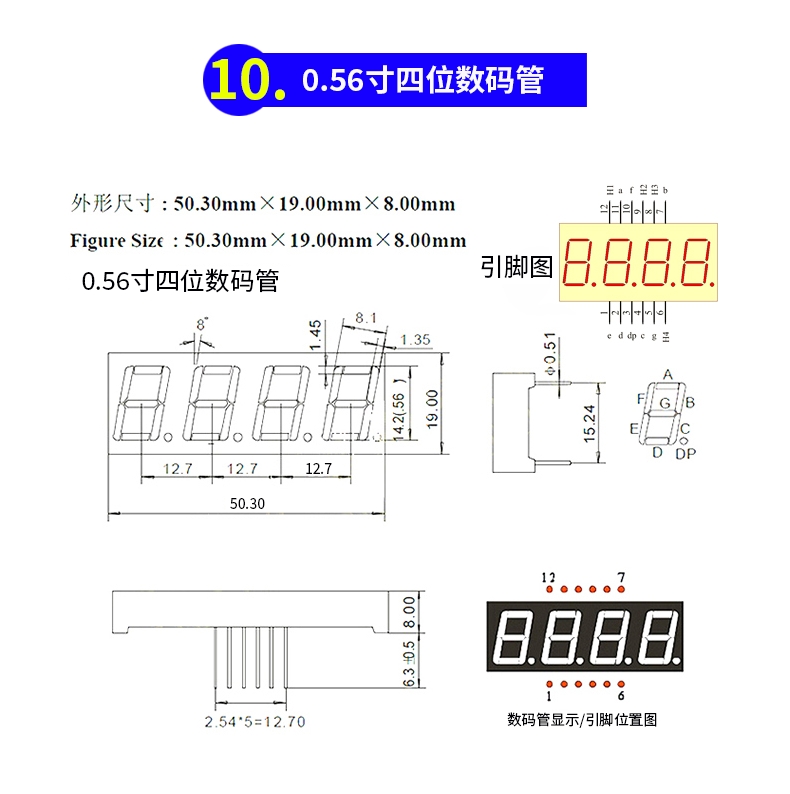 10. 0.56寸四位数码管
外形尺寸 : 50.30mm×19.00mm×8.00mm
Figure Size : 50.30mm×19.00mm×8.00mm
0.56寸四位数码管
引脚图
H1 a f H2 H3 b
12 11 10 9 8 7
1 2 3 4 5 6
e d dp c g H4
8°
1.45
8.1
1.35
14.2(.56")
19.00
12.7 12.7 12.7
50.30
Φ0.51
15.24
A
F G B
E C
D DP
8.00
6.3±0.5
2.54*5=12.70
12 7
1 6
数码管显示/引脚位置图